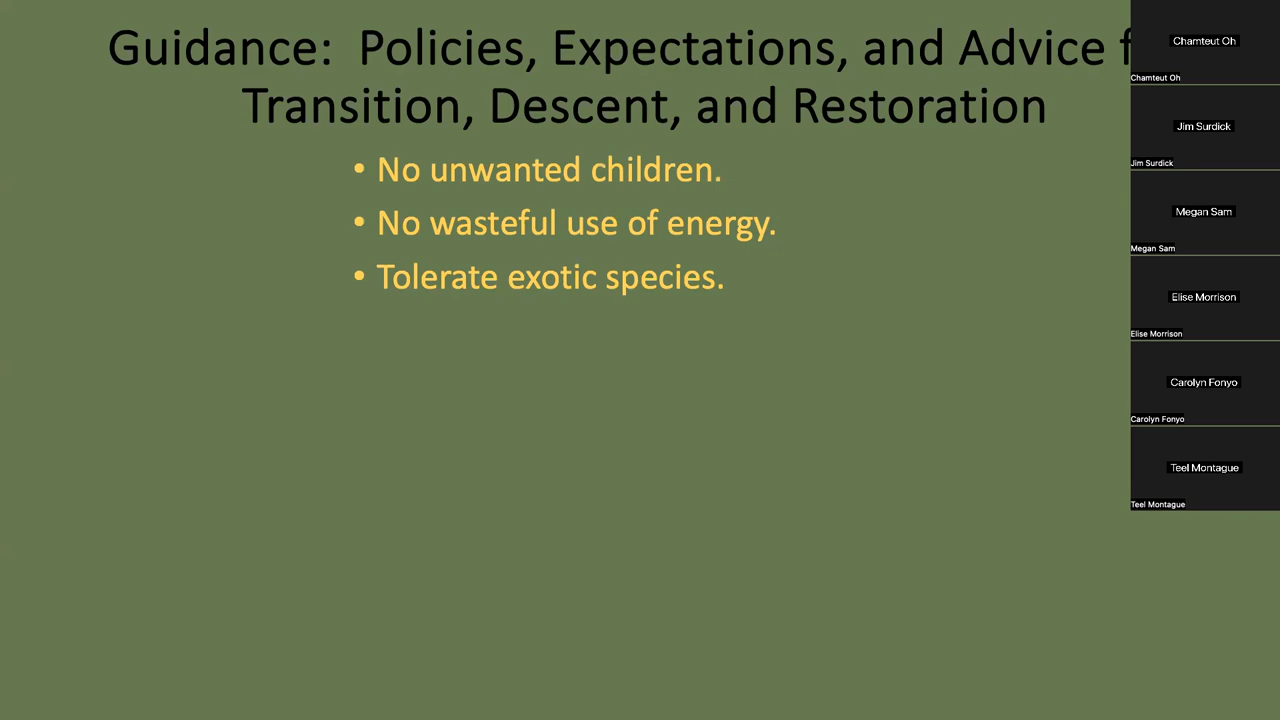 Guidance: Policies, Expectations, and Advice f
Transition, Descent, and Restoration
• No unwanted children.
• No wasteful use of energy.
• Tolerate exotic species.
Chamteut Oh
Chamteut Oh
Jim Surdick
Jim Surdick
Megan Sam
Megan Sam
Elise Morrison
Elise Morrison
Carolyn Fonyo
Carolyn Fonyo
Teel Montague
Teel Montague